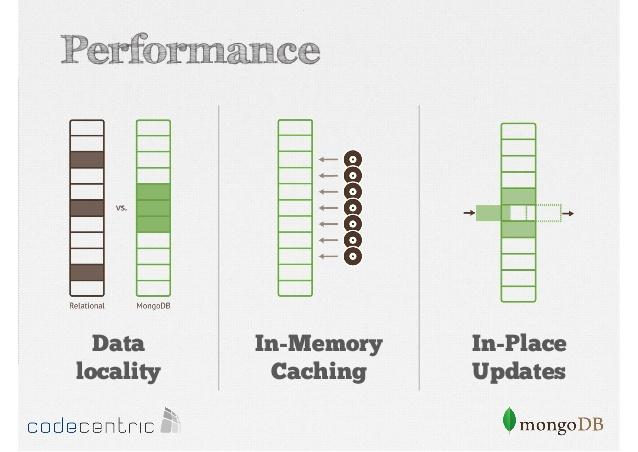 Performance
vs.
Relational
MongoDB
Data
locality
In-Memory
Caching
In-Place
Updates
codecentric
mongoDB